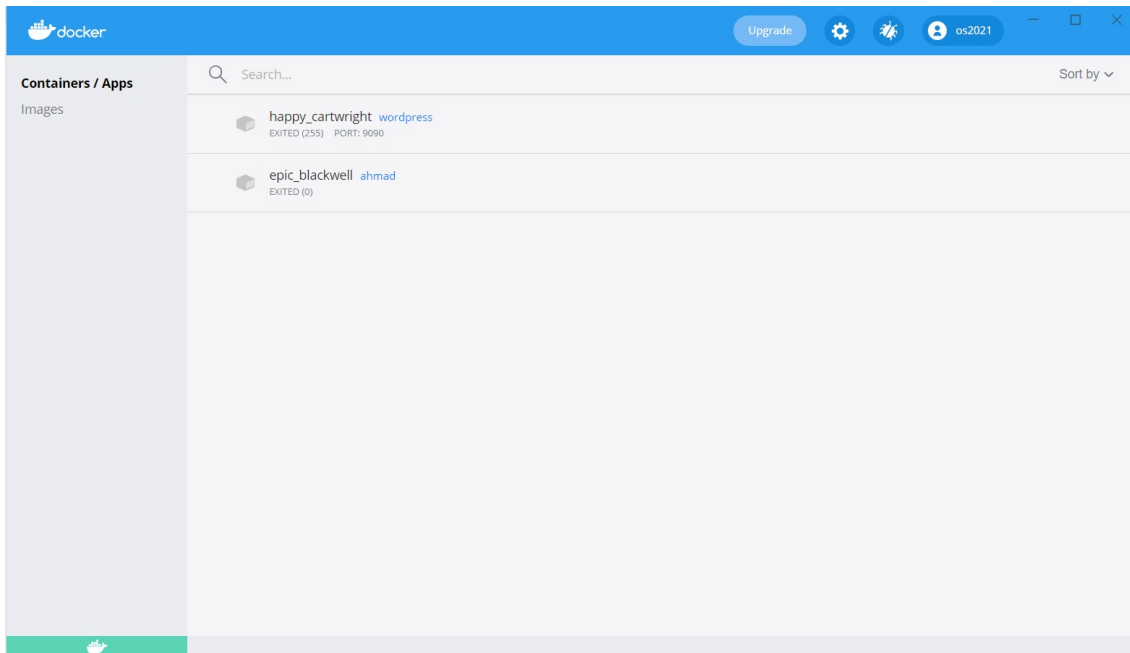 docker
Upgrade
os2021
Containers / Apps
Images
Search...
Sort by
happy_cartwright wordpress
EXITED (255) PORT: 9090
epic_blackwell ahmad
EXITED (0)